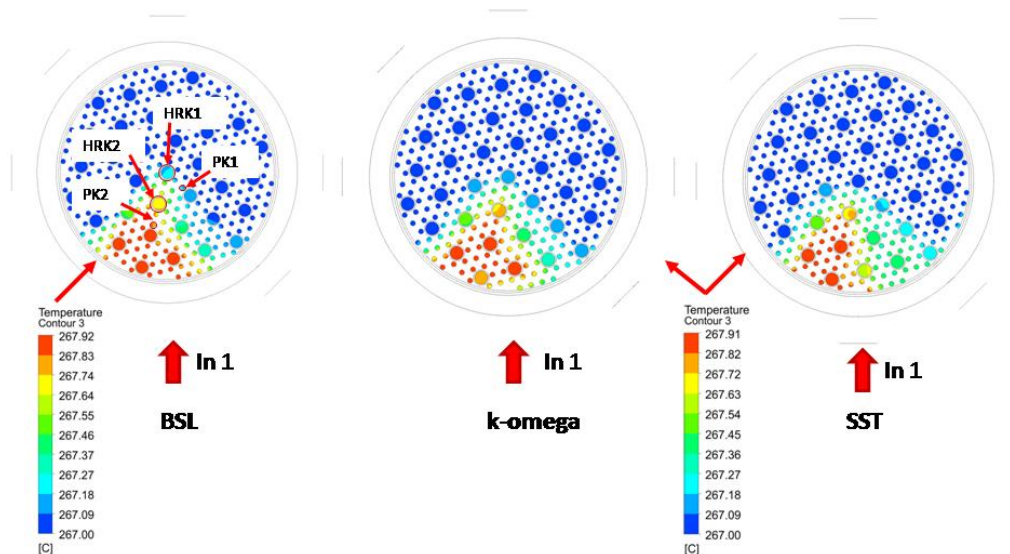 HRK1
HRK2
PK1
PK2
Temperature
Contour 3
267.92
267.83
267.74
267.64
267.55
267.46
267.37
267.27
267.18
267.09
267.00
[C]
In 1
BSL
In 1
k-omega
Temperature
Contour 3
267.91
267.82
267.72
267.63
267.54
267.45
267.36
267.27
267.18
267.09
267.00
[C]
In 1
SST